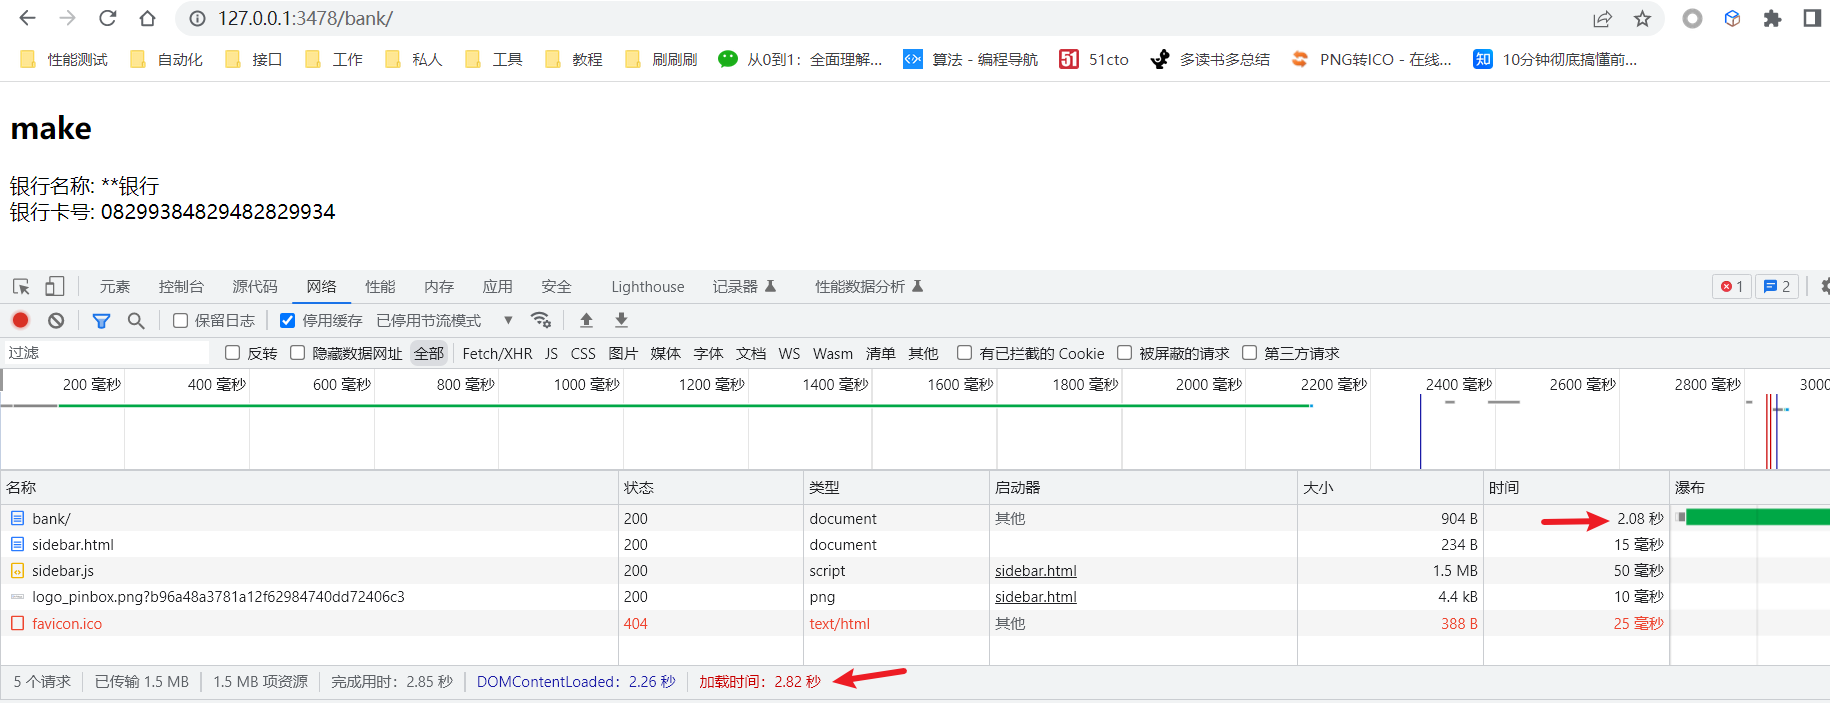 127.0.0.1:3478/bank/
性能测试 自动化 接口 工作 私人 工具 教程 刷刷刷 从0到1：全面理解... 算法 - 编程导航 51 51cto 多读书多总结 PNG转ICO - 在线... 知 10分钟彻底搞懂前...
make
银行名称: **银行
银行卡号: 08299384829482829934
元素 控制台 源代码 网络 性能 内存 应用 安全 Lighthouse 记录器 性能数据分析 1 2
保留日志 停用缓存 已停用节流模式
过滤 反转 隐藏数据网址 全部 Fetch/XHR JS CSS 图片 媒体 字体 文档 WS Wasm 清单 其他 有已拦截的 Cookie 被屏蔽的请求 第三方请求
200 毫秒 400 毫秒 600 毫秒 800 毫秒 1000 毫秒 1200 毫秒 1400 毫秒 1600 毫秒 1800 毫秒 2000 毫秒 2200 毫秒 2400 毫秒 2600 毫秒 2800 毫秒 3000
名称 状态 类型 启动器 大小 时间 瀑布
bank/ 200 document 其他 904 B 2.08 秒
sidebar.html 200 document 234 B 15 毫秒
sidebar.js 200 script sidebar.html 1.5 MB 50 毫秒
logo_pinbox.png?b96a48a3781a12f62984740dd72406c3 200 png sidebar.html 4.4 kB 10 毫秒
favicon.ico 404 text/html 其他 388 B 25 毫秒
5 个请求 已传输 1.5 MB 1.5 MB 项资源 完成用时：2.85 秒 DOMContentLoaded：2.26 秒 加载时间：2.82 秒